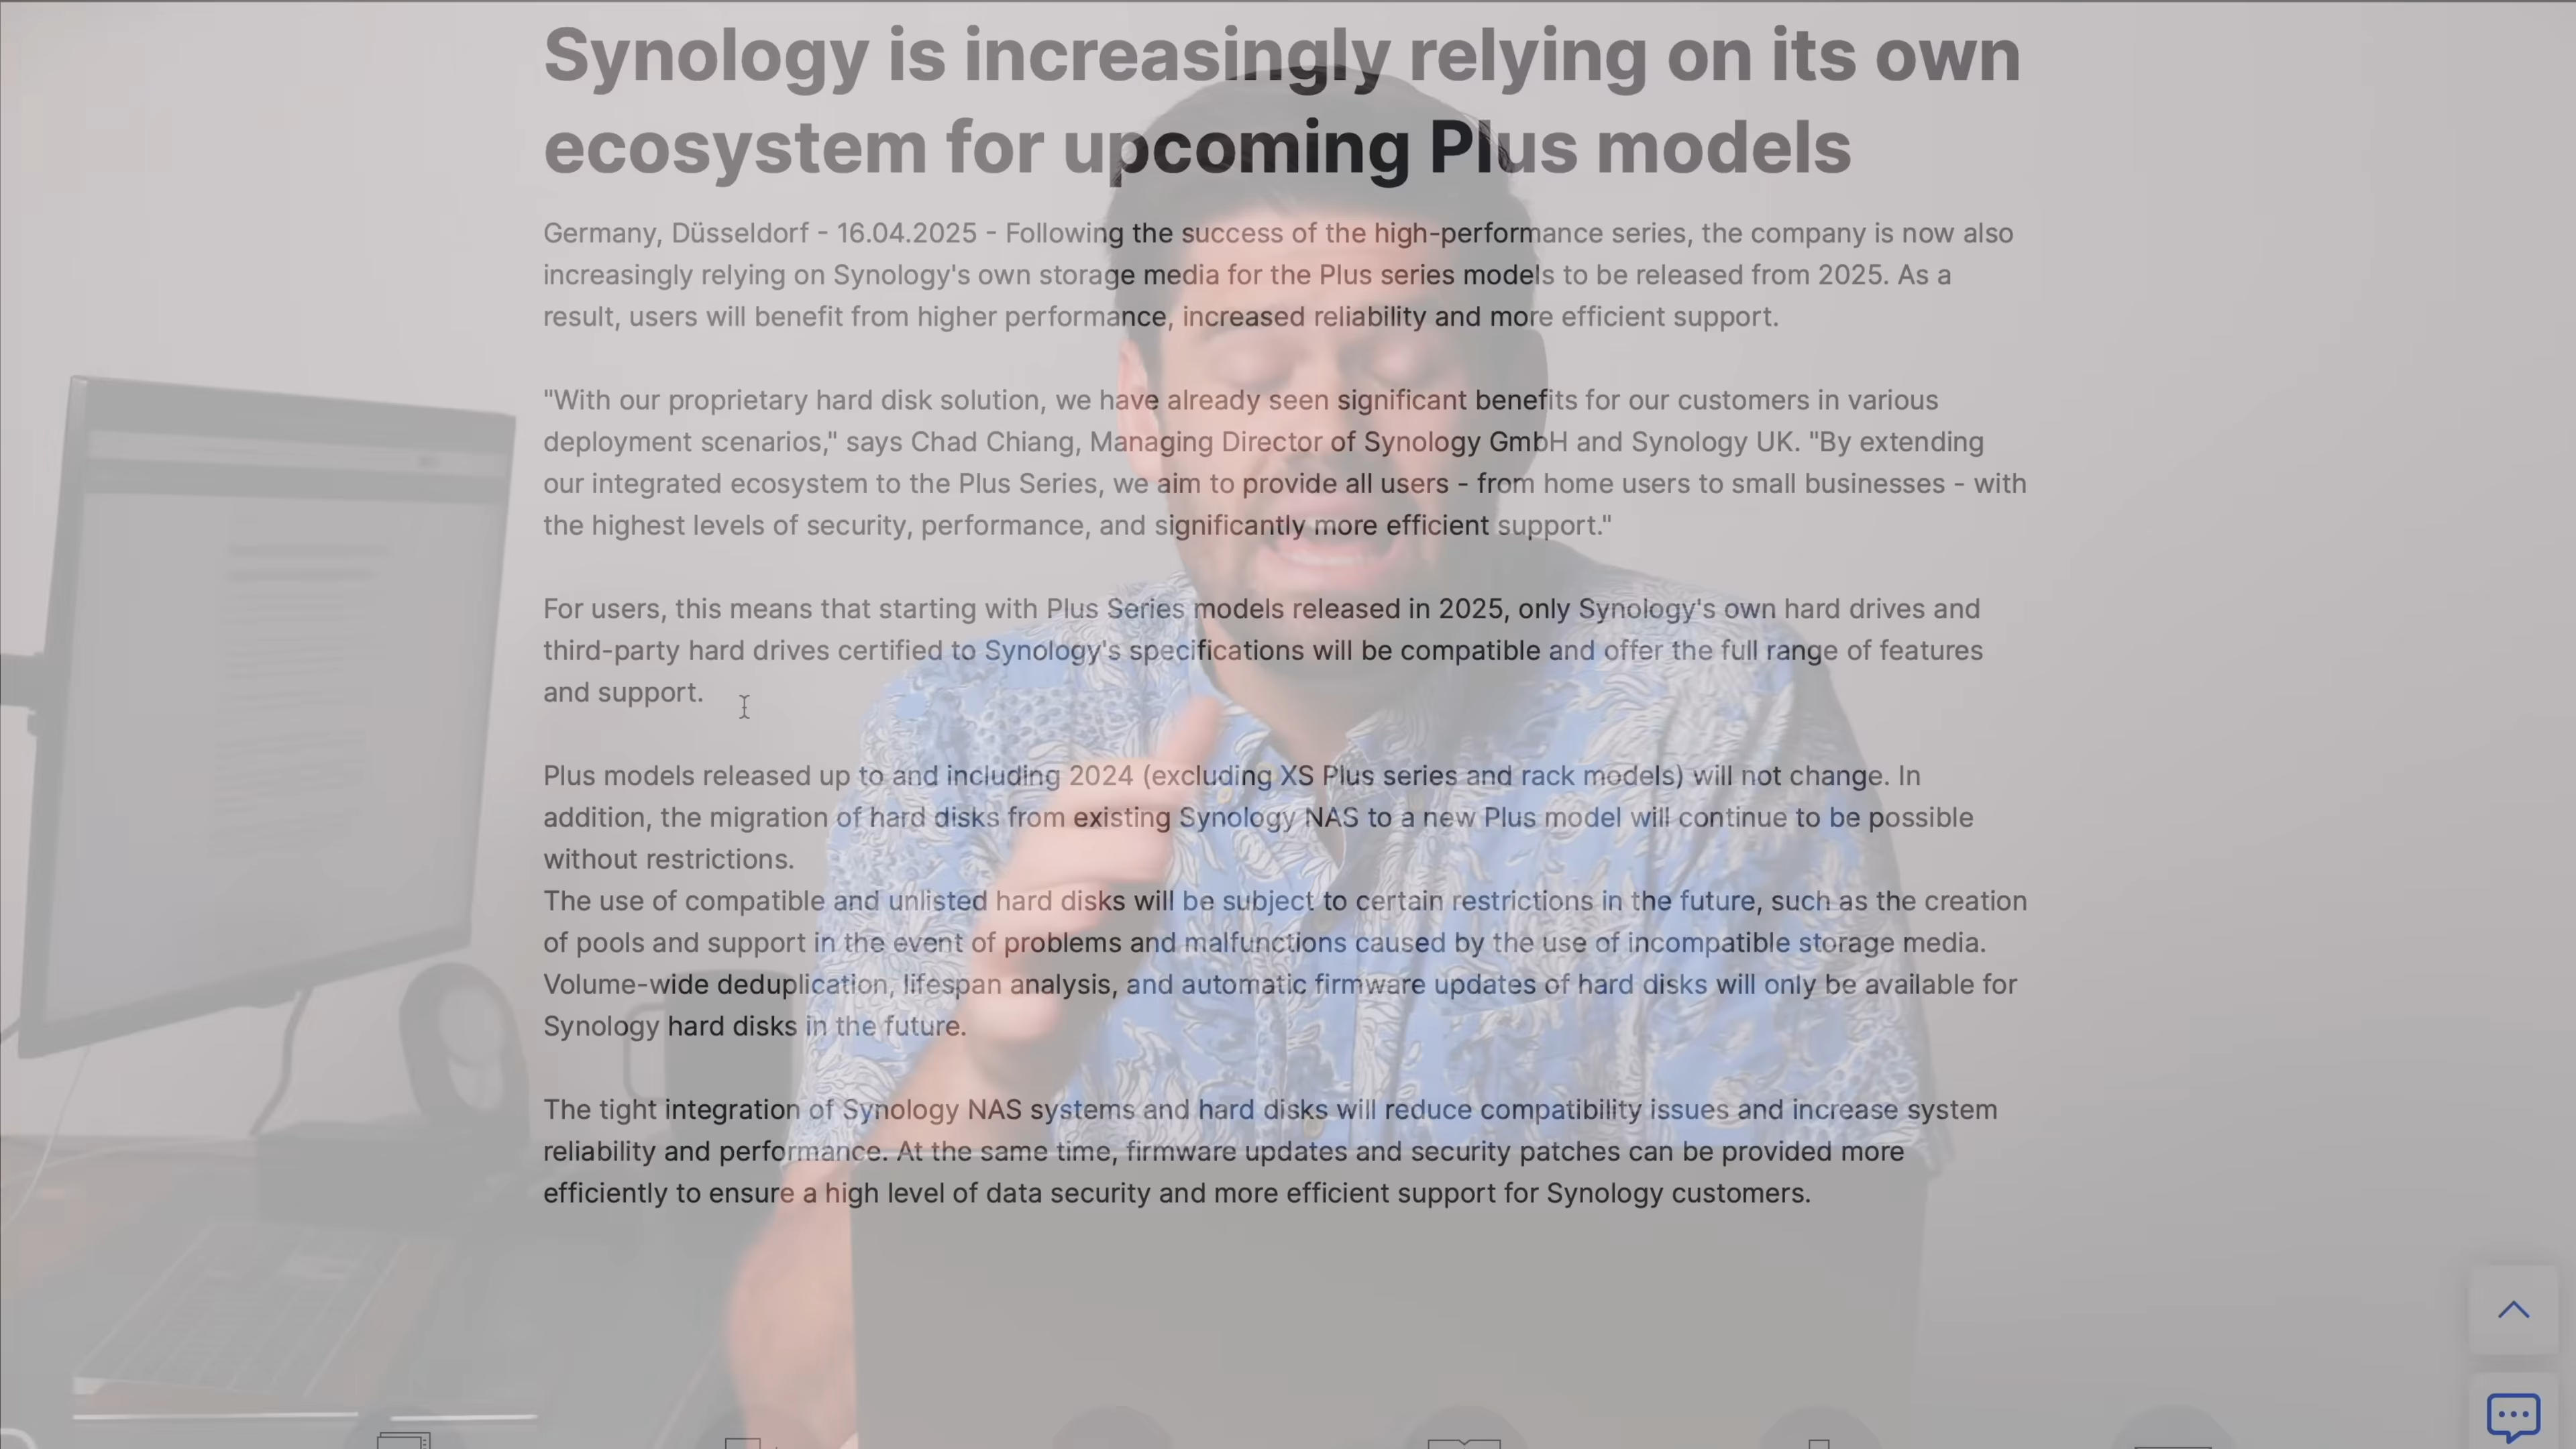 Synology is increasingly relying on its own
ecosystem for upcoming Plus models
Germany, Düsseldorf - 16.04.2025 - Following the success of the high-performance series, the company is now also
increasingly relying on Synology's own storage media for the Plus series models to be released from 2025. As a
result, users will benefit from higher performance, increased reliability and more efficient support.
"With our proprietary hard disk solution, we have already seen significant benefits for our customers in various
deployment scenarios," says Chad Chiang, Managing Director of Synology GmbH and Synology UK. "By extending
our integrated ecosystem to the Plus Series, we aim to provide all users - from home users to small businesses - with
the highest levels of security, performance, and significantly more efficient support."
For users, this means that starting with Plus Series models released in 2025, only Synology's own hard drives and
third-party hard drives certified to Synology's specifications will be compatible and offer the full range of features
and support.
Plus models released up to and including 2024 (excluding XS Plus series and rack models) will not change. In
addition, the migration of hard disks from existing Synology NAS to a new Plus model will continue to be possible
without restrictions.
The use of compatible and unlisted hard disks will be subject to certain restrictions in the future, such as the creation
of pools and support in the event of problems and malfunctions caused by the use of incompatible storage media.
Volume-wide deduplication, lifespan analysis, and automatic firmware updates of hard disks will only be available for
Synology hard disks in the future.
The tight integration of Synology NAS systems and hard disks will reduce compatibility issues and increase system
reliability and performance. At the same time, firmware updates and security patches can be provided more
efficiently to ensure a high level of data security and more efficient support for Synology customers.